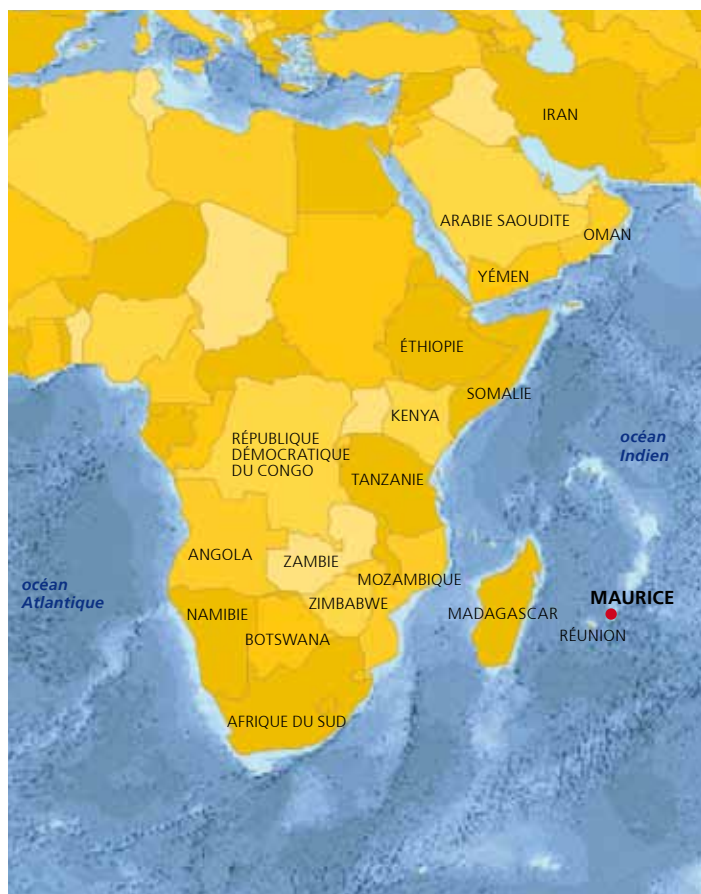 IRAN
ARABIE SAOUDITE
OMAN
YÉMEN
ÉTHIOPIE
SOMALIE
KENYA
RÉPUBLIQUE
DÉMOCRATIQUE
DU CONGO
océan
Indien
TANZANIE
ANGOLA
ZAMBIE
MOZAMBIQUE
océan
Atlantique
ZIMBABWE
MAURICE
NAMIBIE
MADAGASCAR
BOTSWANA
RÉUNION
AFRIQUE DU SUD